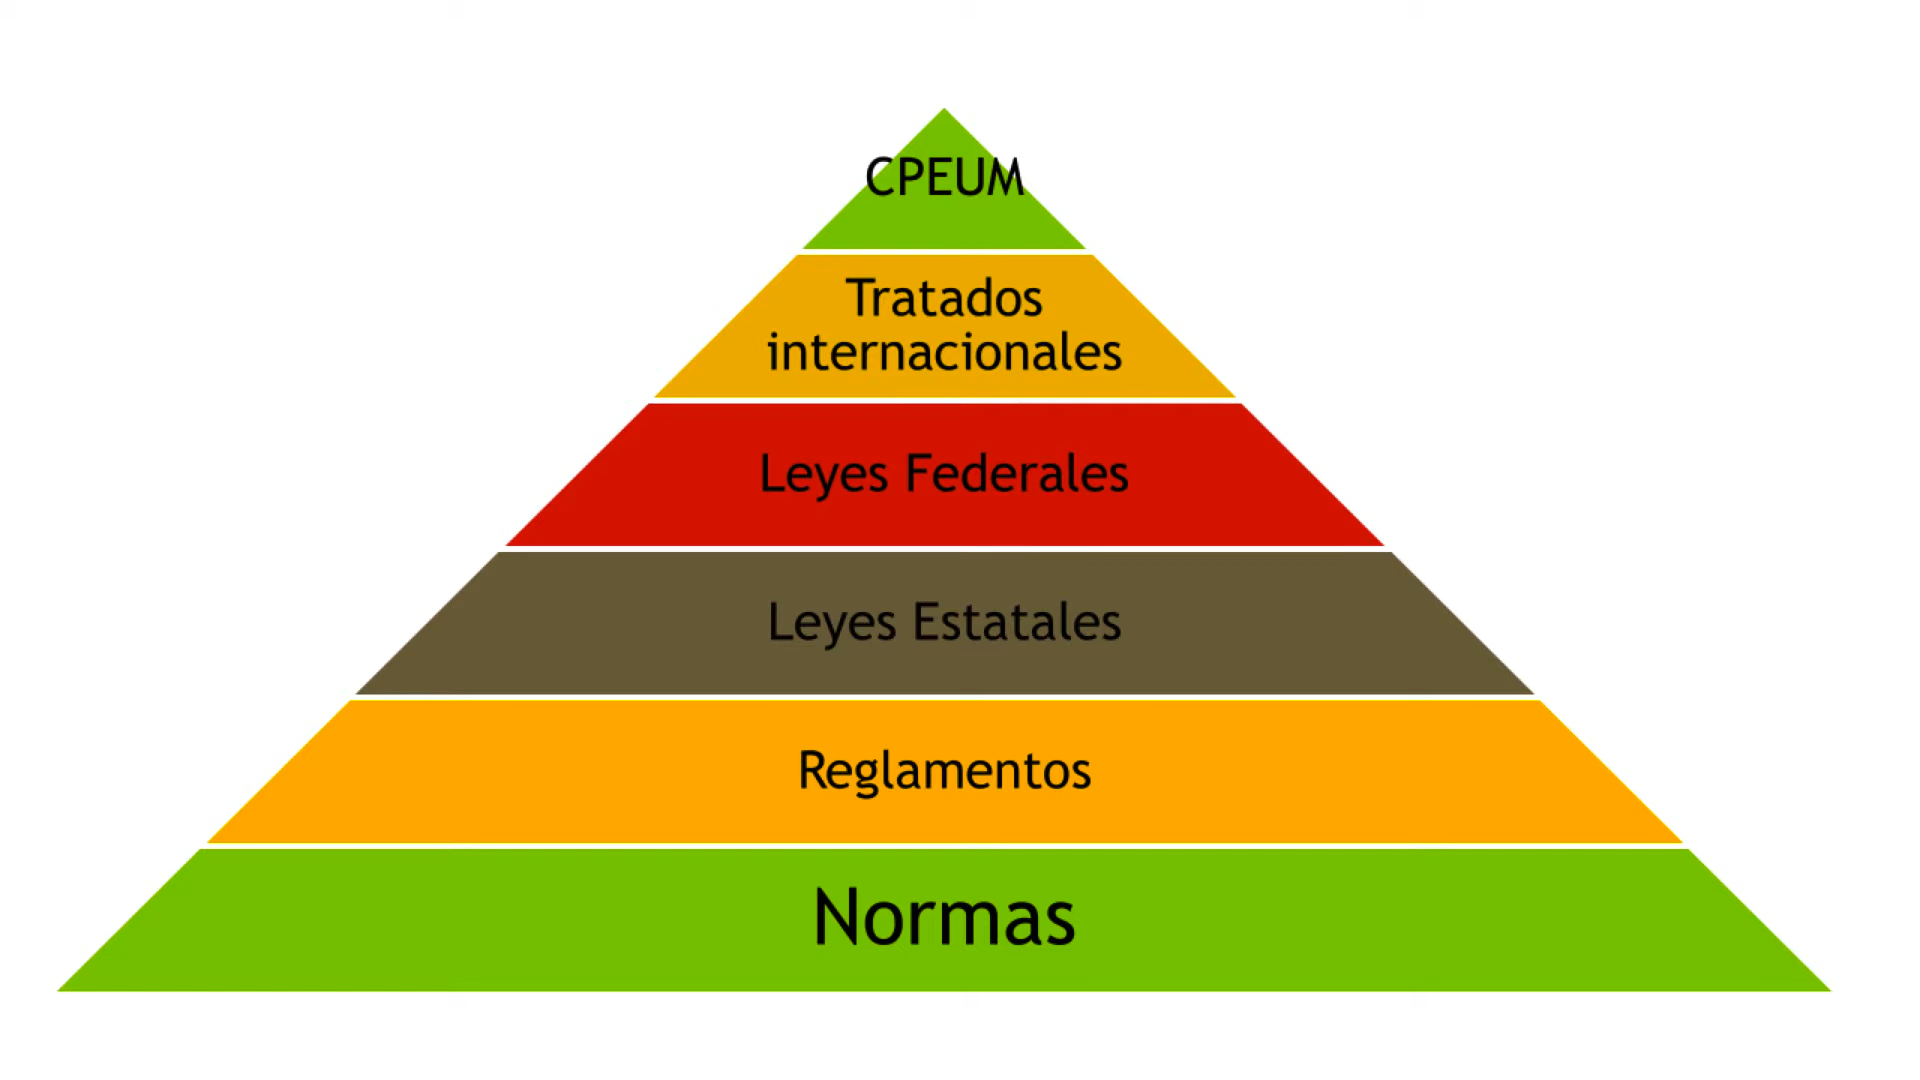 CPEUM
Tratados
internacionales
Leyes Federales
Leyes Estatales
Reglamentos
Normas